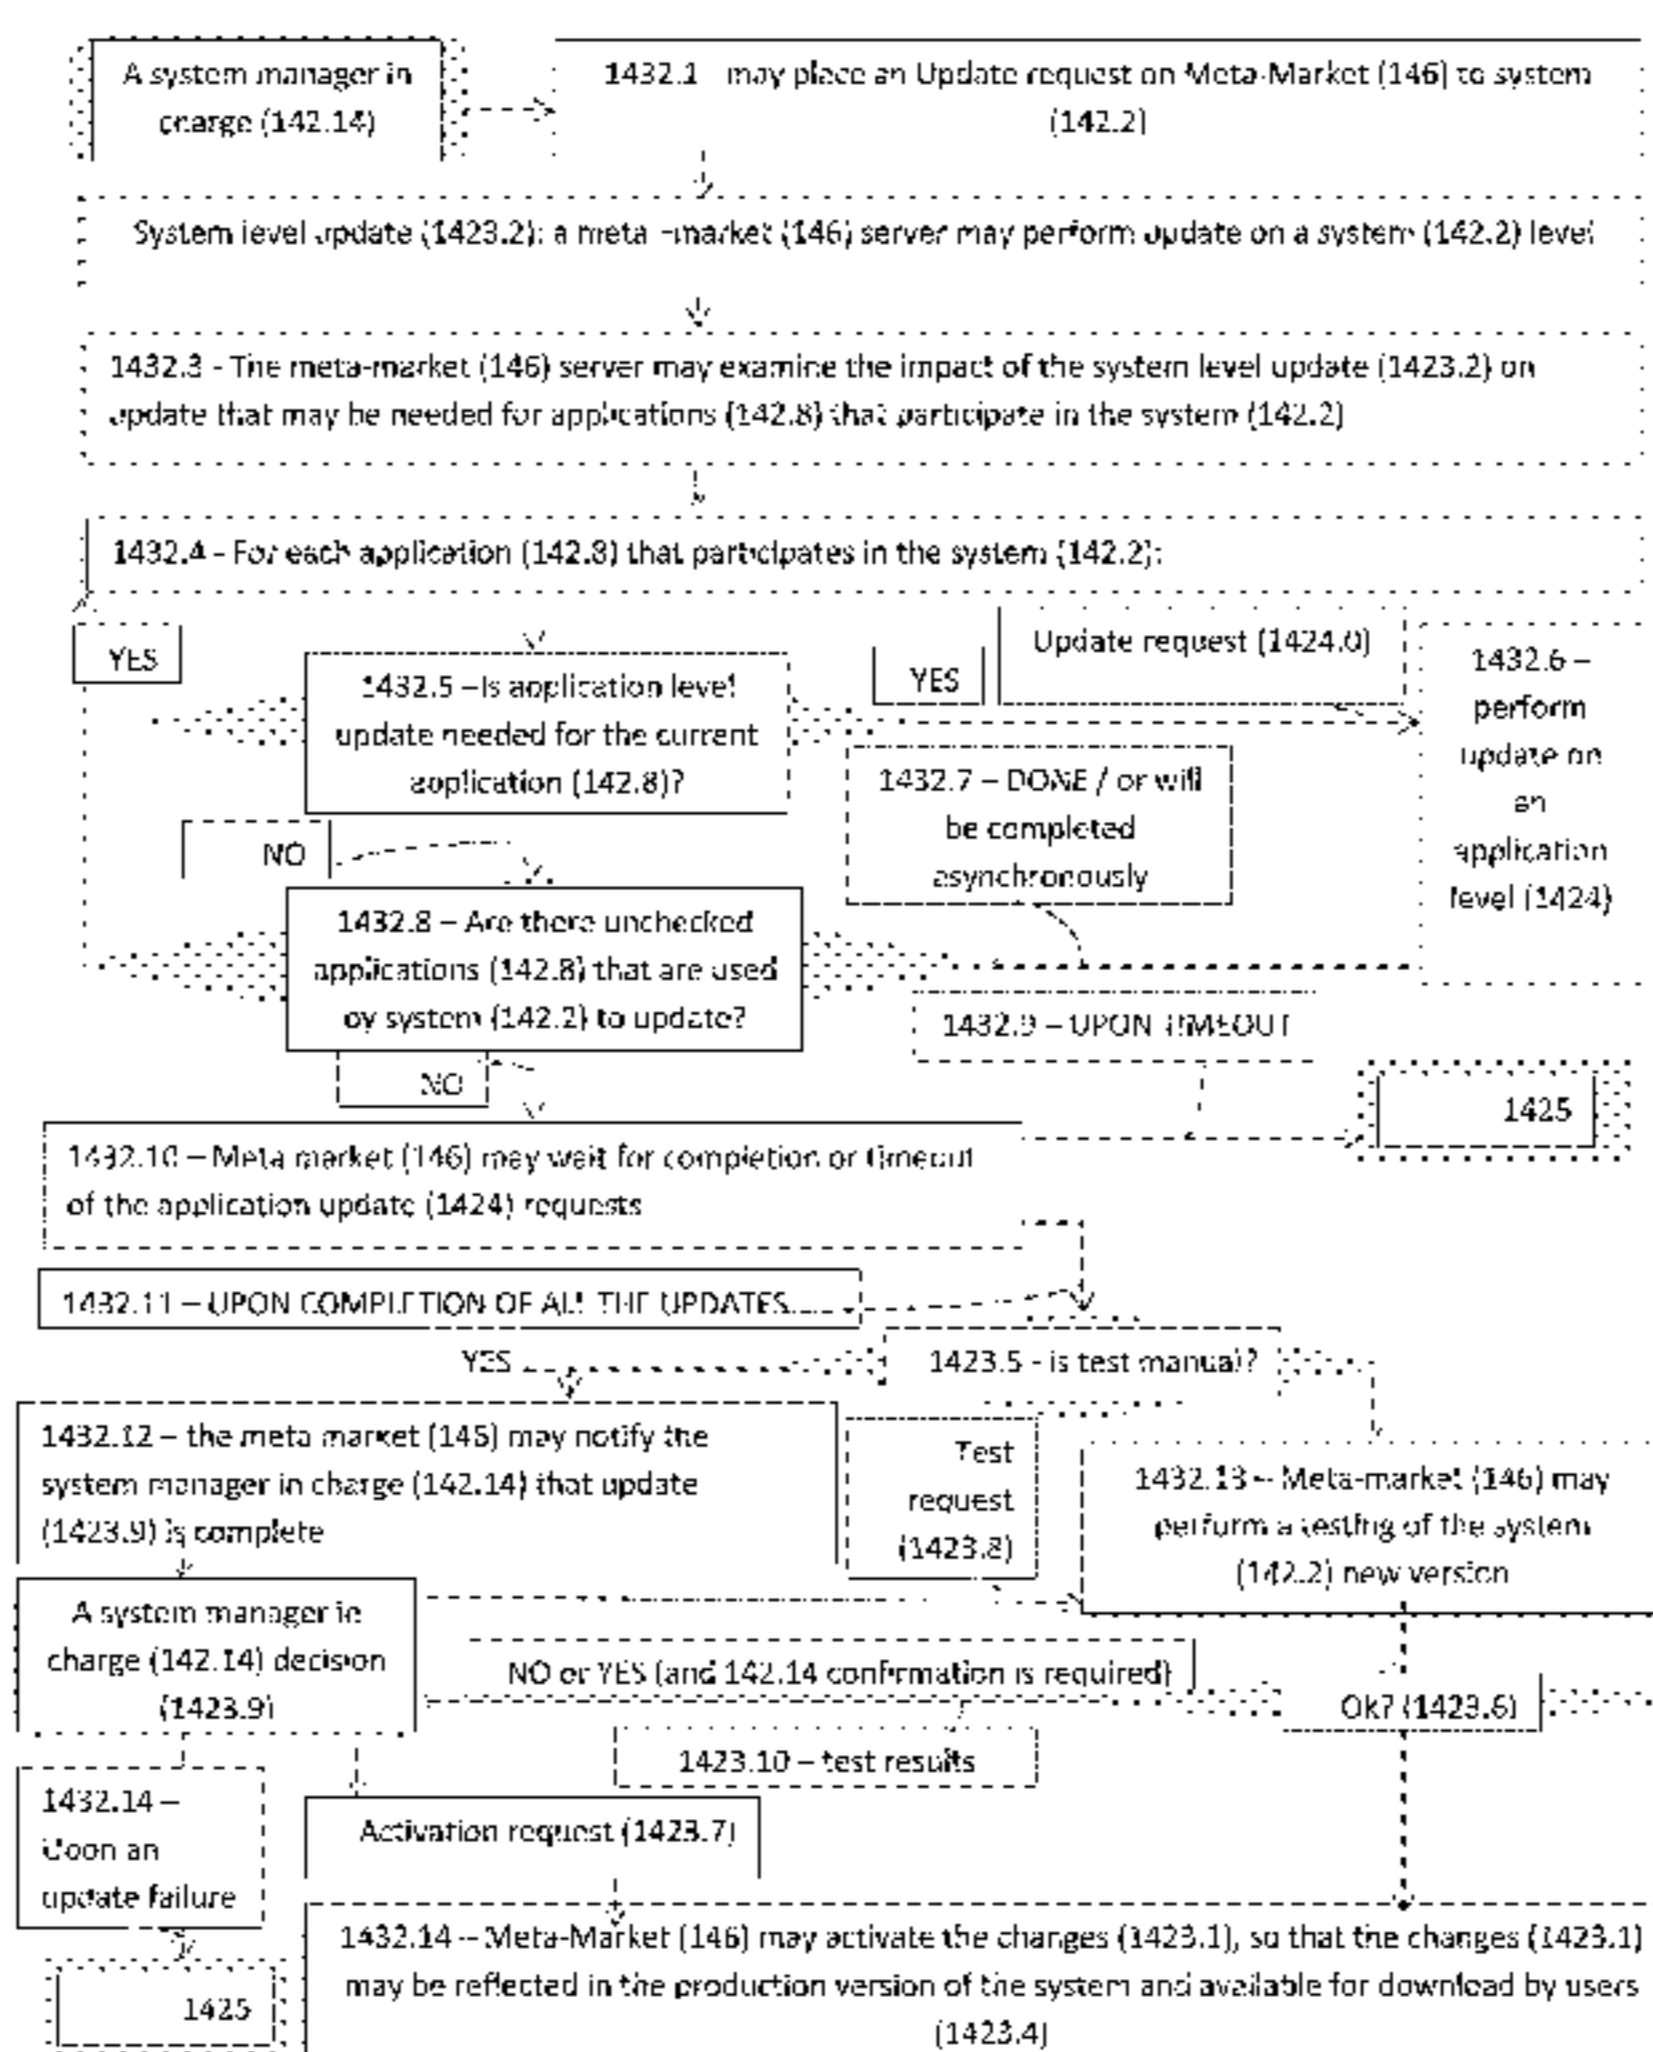 A system manager in
charge (142.14)
1432.1 may place an Update request on Meta-Market (146) to system
(142.2)
System level update (1423.2): a meta -market (146) server may perform update on a system (142.2) level
1432.3 - The meta-market (146) server may examine the impact of the system level update (1423.2) on
update that may be needed for applications (142.8) that participate in the system (142.2)
1432.4 - For each application (142.8) that participates in the system (142.2):
YES
1432.5 –Is application level
update needed for the current
application (142.8)?
YES
Update request (1424.0)
1432.6 –
perform
update on
an
application
level (1424)
1432.7 – DONE / or will
be completed
asynchronously
NO
1432.8 – Are there unchecked
applications (142.8) that are used
by system (142.2) to update?
1432.9 – UPON TIMEOUT
NO
1425
1432.10 – Meta market (146) may wait for completion or timeout
of the application update (1424) requests
1432.11 – UPON COMPLETION OF ALL THE UPDATES
YES
1423.5 - is test manual?
1432.12 – the meta market (146) may notify the
system manager in charge (142.14) that update
(1423.9) is complete
Test
request
(1423.8)
1432.13 – Meta-market (146) may
perform a testing of the system
(142.2) new version
A system manager in
charge (142.14) decision
(1423.9)
NO or YES (and 142.14 confirmation is required)
Ok? (1423.6)
1423.10 – test results
1432.14 –
Upon an
update failure
Activation request (1423.7)
1432.14 – Meta-Market (146) may activate the changes (1423.1), so that the changes (1423.1)
may be reflected in the production version of the system and available for download by users
(1423.4)
1425